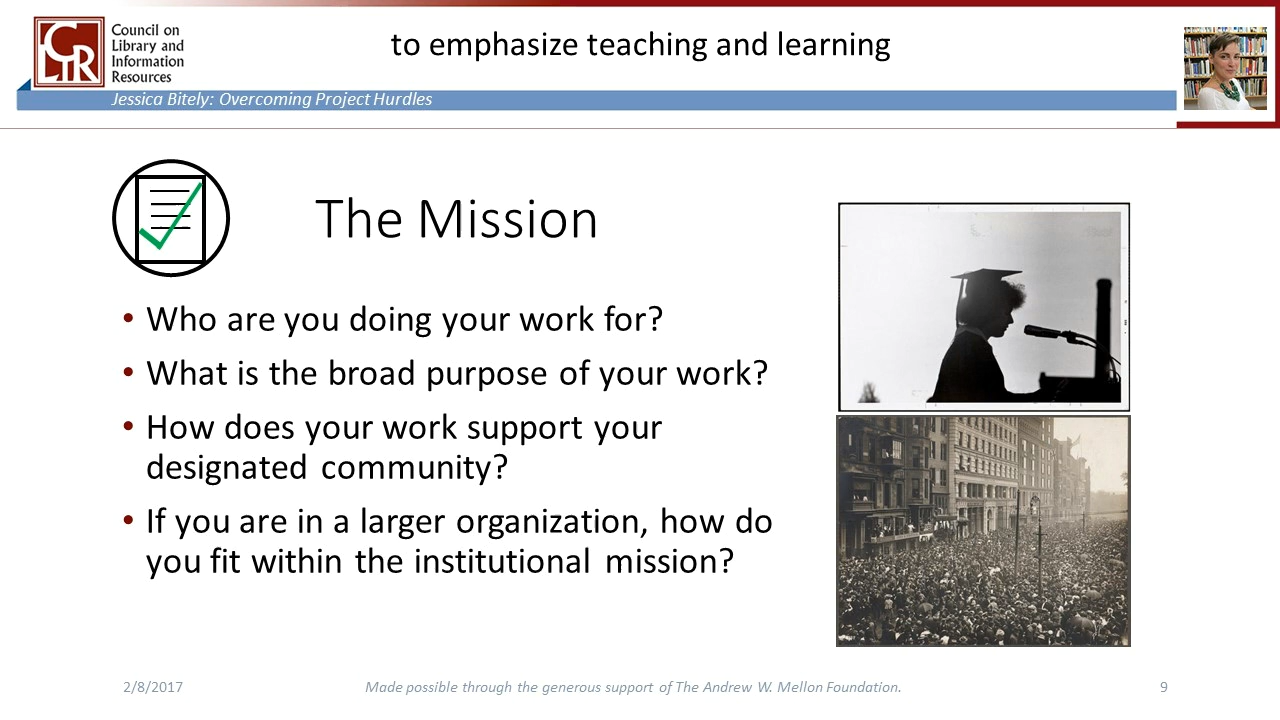 to emphasize teaching and learning
CLIR
Council on
Library and
Information
Resources
Jessica Bitely: Overcoming Project Hurdles
The Mission
• Who are you doing your work for?
• What is the broad purpose of your work?
• How does your work support your
designated community?
• If you are in a larger organization, how do
you fit within the institutional mission?
2/8/2017
Made possible through the generous support of The Andrew W. Mellon Foundation.
9